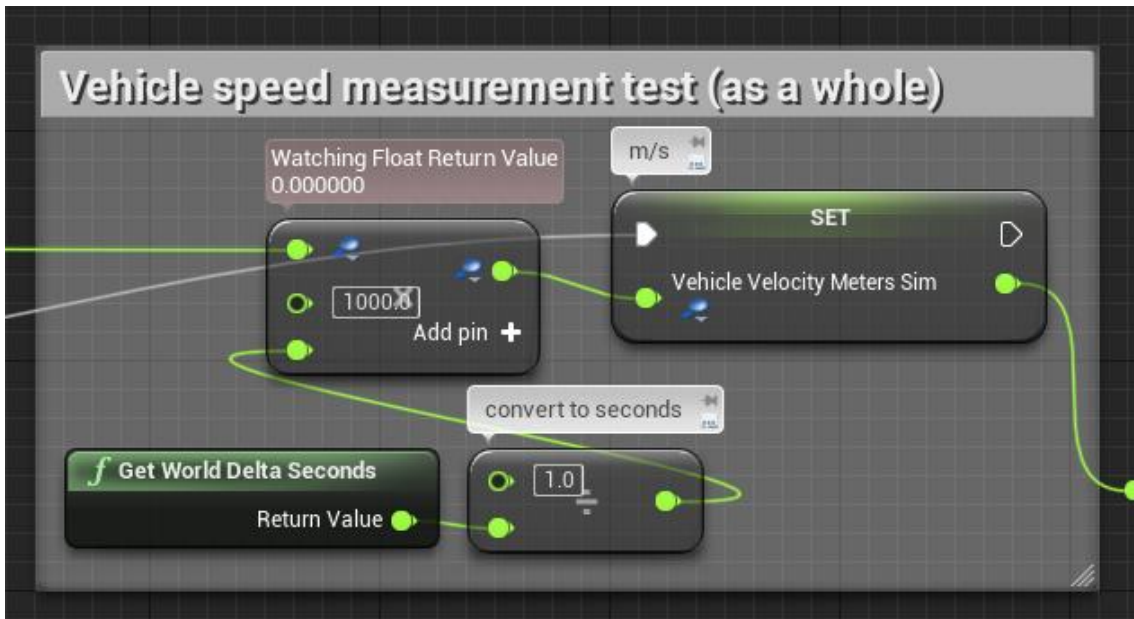 Vehicle speed measurement test (as a whole)
Watching Float Return Value
0.000000
m/s
SET
1000.0
Vehicle Velocity Meters Sim
Add pin
convert to seconds
f Get World Delta Seconds
1.0
Return Value